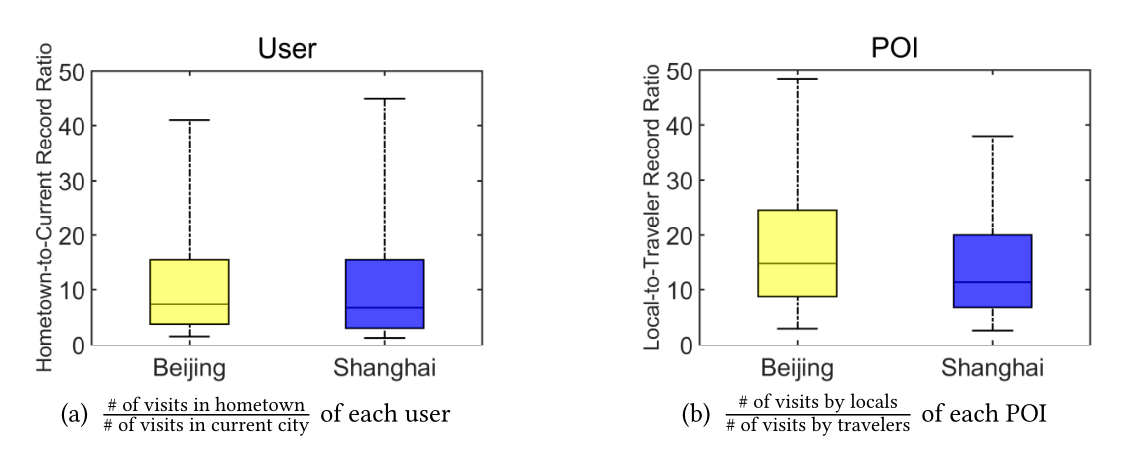 User
Hometown-to-Current Record Ratio
50
40
30
20
10
0
Beijing Shanghai
(a) # of visits in hometown / # of visits in current city of each user
POI
Local-to-Traveler Record Ratio
50
40
30
20
10
0
Beijing Shanghai
(b) # of visits by locals / # of visits by travelers of each POI